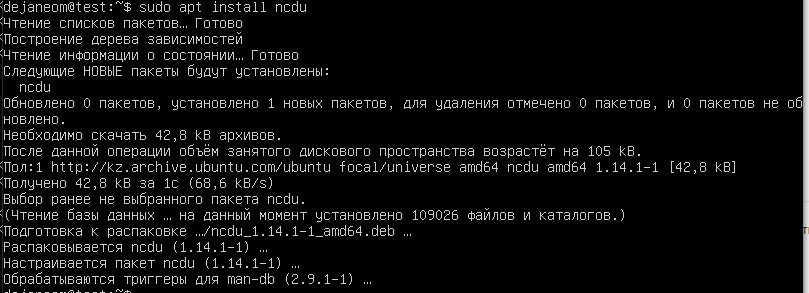 dejaneom@test:~$ sudo apt install ncdu
Чтение списков пакетов… Готово
Построение дерева зависимостей
Чтение информации о состоянии… Готово
Следующие НОВЫЕ пакеты будут установлены:
ncdu
Обновлено 0 пакетов, установлено 1 новых пакетов, для удаления отмечено 0 пакетов, и 0 пакетов не об
новлено.
Необходимо скачать 42,8 kB архивов.
После данной операции объём занятого дискового пространства возрастёт на 105 kB.
Пол:1 http://kz.archive.ubuntu.com/ubuntu focal/universe amd64 ncdu amd64 1.14.1-1 [42,8 kB]
Получено 42,8 kB за 1с (68,6 kB/s)
Выбор ранее не выбранного пакета ncdu.
(Чтение базы данных … на данный момент установлено 109026 файлов и каталогов.)
Подготовка к распаковке …/ncdu_1.14.1-1_amd64.deb …
Распаковывается ncdu (1.14.1-1) …
Настраивается пакет ncdu (1.14.1-1) …
Обрабатываются триггеры для man-db (2.9.1-1) …
dejaneom@test:~$